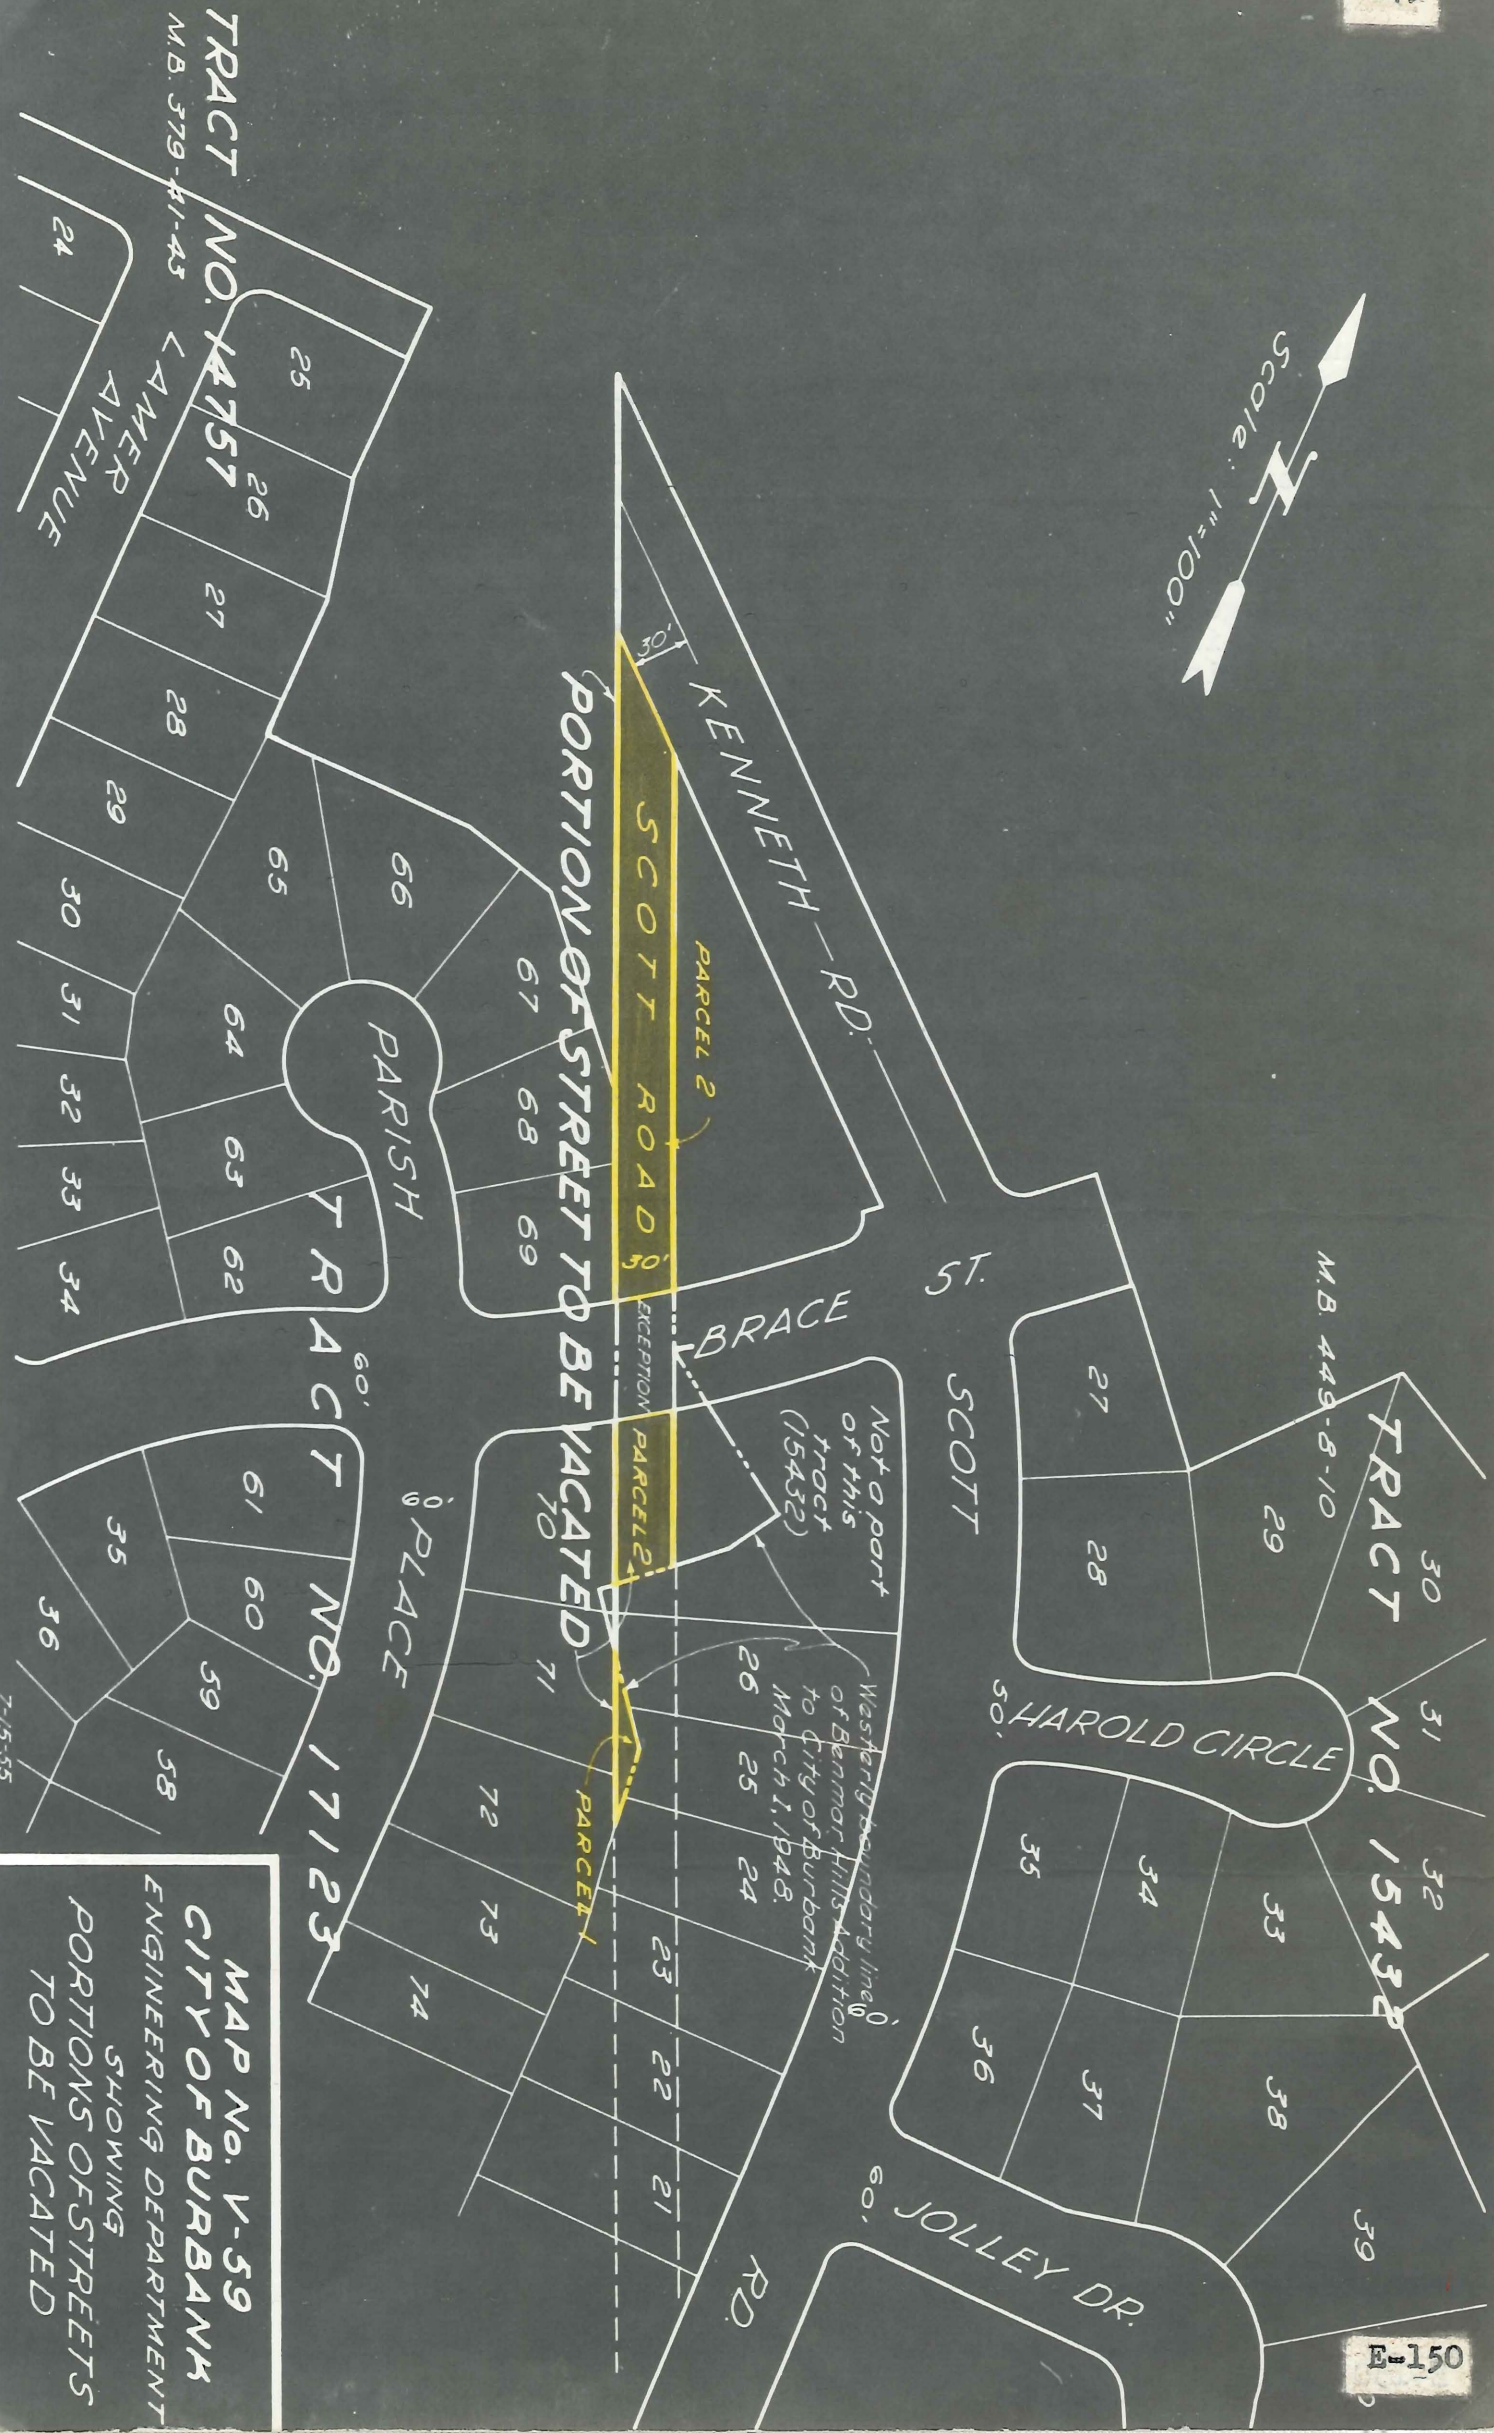 TRACT NO. 14757
M.B. 379-41-43
LAMER
AVENUE
24
25
26
27
28
29
30
31
32
33
34
35
36
Scale: 1"=100"
N
KENNETH RD.
30'
SCOTT ROAD
30'
PARCEL 2
PORTION OF STREET TO BE VACATED
EXCEPTION
PARCEL 2
PARCEL 1
PARISH
PLACE
60'
60'
TRACT NO. 17123
58
59
60
61
62
63
64
65
66
67
68
69
70
71
72
73
74
BRACE
ST.
SCOTT
RD.
60'
Not a part
of this
tract
(15432)
Westerly boundary line
of Benmar Hills Addition
to City of Burbank
March 1, 1948.
26
25
24
23
22
21
TRACT NO. 15432
M.B. 449-8-10
27
28
29
30
31
32
33
34
35
36
37
38
39
HAROLD CIRCLE
50'
JOLLEY DR.
60'
7-15-55
MAP NO. V-59
CITY OF BURBANK
ENGINEERING DEPARTMENT
SHOWING
PORTIONS OF STREETS
TO BE VACATED
E-150